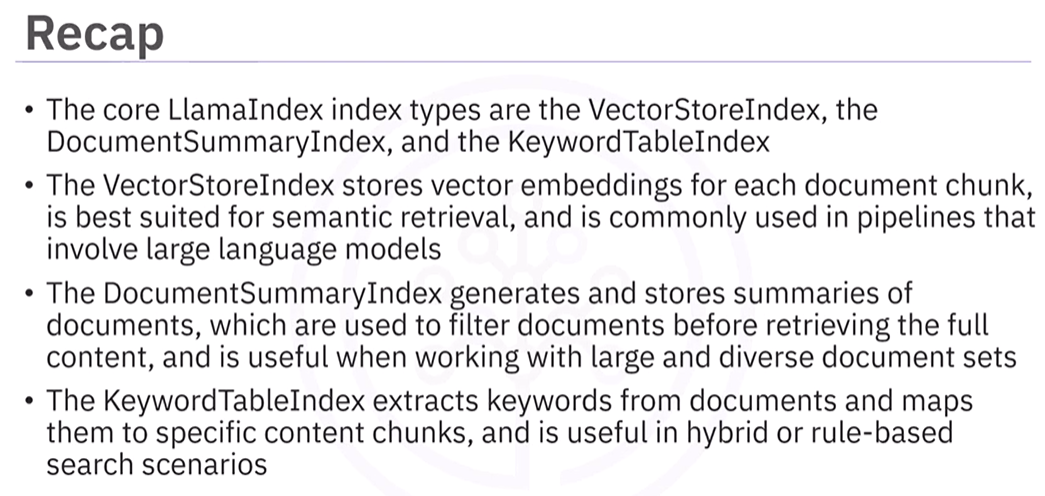 Recap
• The core LlamaIndex index types are the VectorStoreIndex, the
DocumentSummaryIndex, and the KeywordTableIndex
• The VectorStoreIndex stores vector embeddings for each document chunk,
is best suited for semantic retrieval, and is commonly used in pipelines that
involve large language models
• The DocumentSummaryIndex generates and stores summaries of
documents, which are used to filter documents before retrieving the full
content, and is useful when working with large and diverse document sets
• The KeywordTableIndex extracts keywords from documents and maps
them to specific content chunks, and is useful in hybrid or rule-based
search scenarios